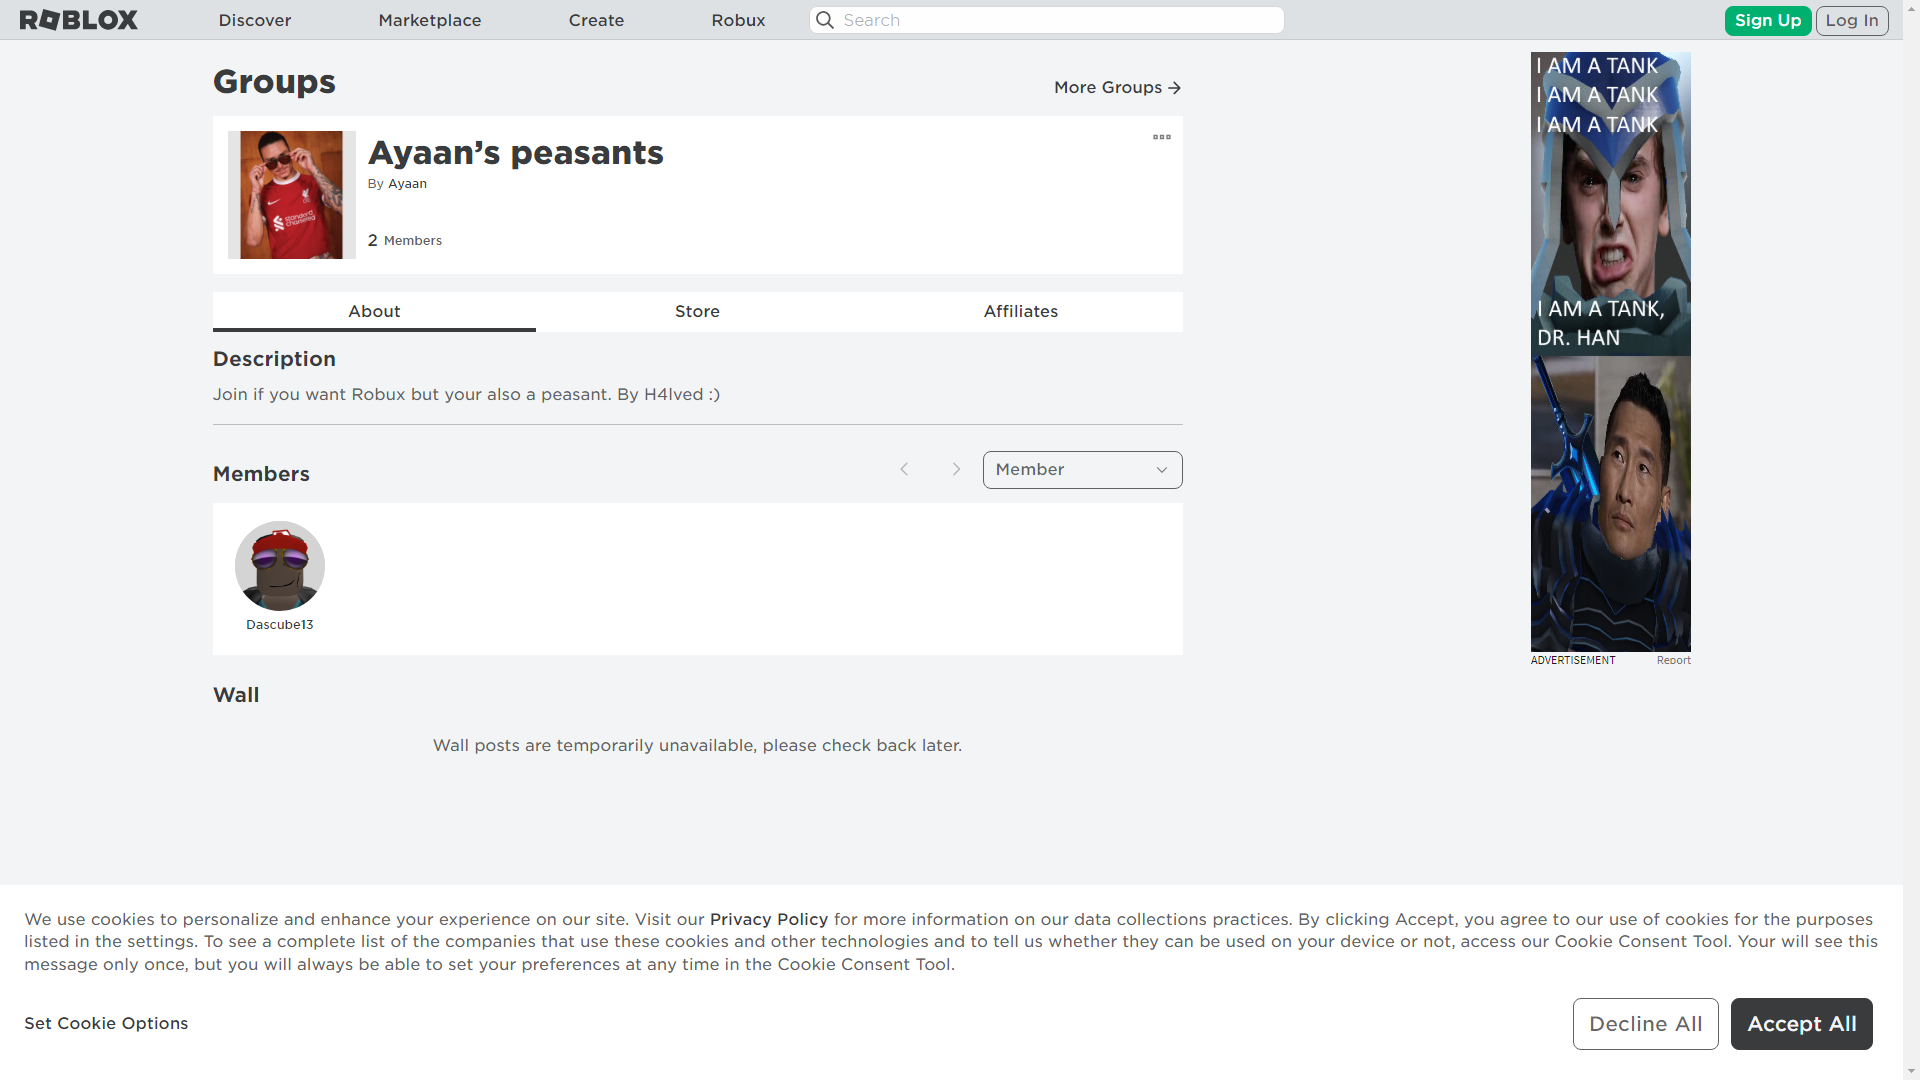 ROBLOX
Discover
Marketplace
Create
Robux
Search
Sign Up
Log In
Groups
More Groups
Ayaan’s peasants
By Ayaan
2 Members
Standard Chartered
About
Store
Affiliates
Description
Join if you want Robux but your also a peasant. By H4lved :)
Members
Member
Dascube13
Wall
Wall posts are temporarily unavailable, please check back later.
I AM A TANK
I AM A TANK
I AM A TANK
I AM A TANK,
DR. HAN
ADVERTISEMENT
Report
We use cookies to personalize and enhance your experience on our site. Visit our Privacy Policy for more information on our data collections practices. By clicking Accept, you agree to our use of cookies for the purposes
listed in the settings. To see a complete list of the companies that use these cookies and other technologies and to tell us whether they can be used on your device or not, access our Cookie Consent Tool. Your will see this
message only once, but you will always be able to set your preferences at any time in the Cookie Consent Tool.
Set Cookie Options
Decline All
Accept All